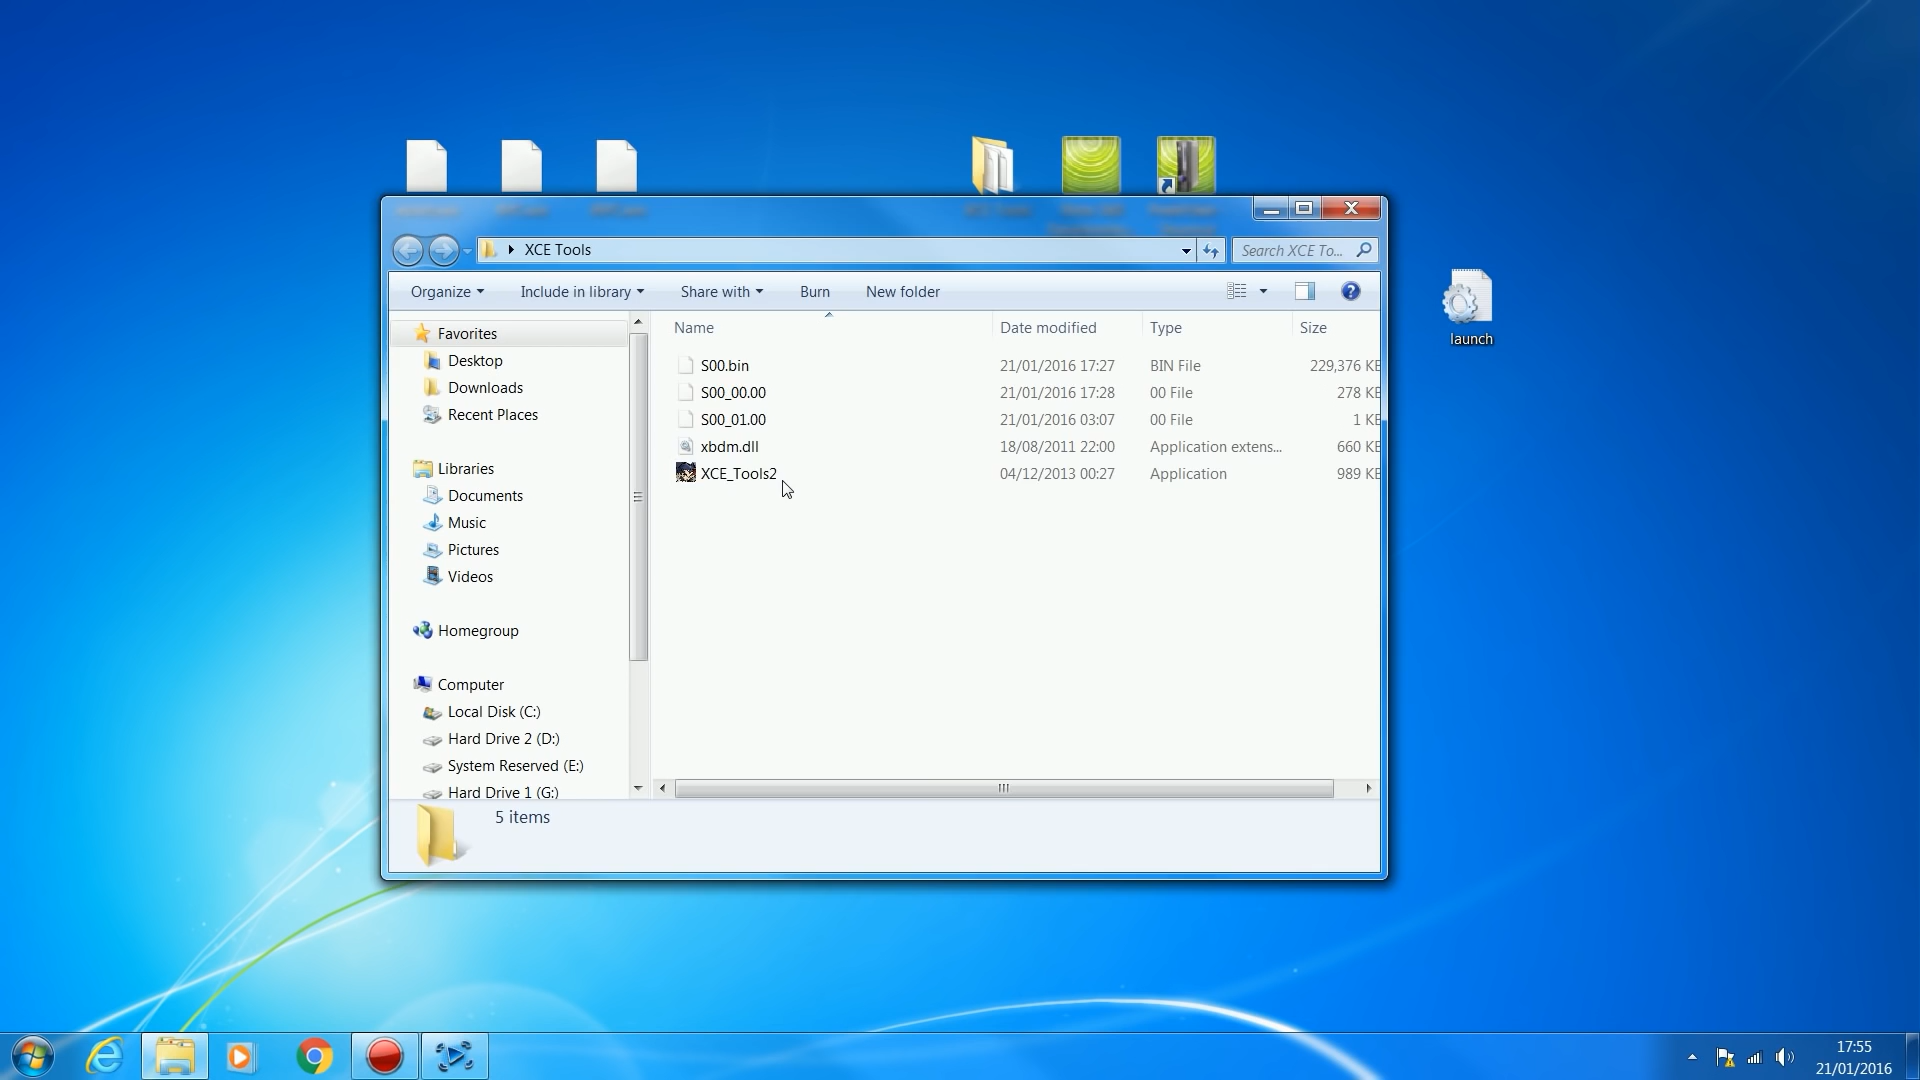 XCE Tools
Search XCE To...
Organize
Include in library
Share with
Burn
New folder
launch
Name
Date modified
Type
Size
Favorites
Desktop
Downloads
Recent Places
Libraries
Documents
Music
Pictures
Videos
Homegroup
Computer
Local Disk (C:)
Hard Drive 2 (D:)
System Reserved (E:)
Hard Drive 1 (G:)
S00.bin 21/01/2016 17:27 BIN File 229,376 KB
S00_00.00 21/01/2016 17:28 00 File 278 KB
S00_01.00 21/01/2016 03:07 00 File 1 KB
xbdm.dll 18/08/2011 22:00 Application extens... 660 KB
XCE_Tools2 04/12/2013 00:27 Application 989 KB
5 items
17:55
21/01/2016